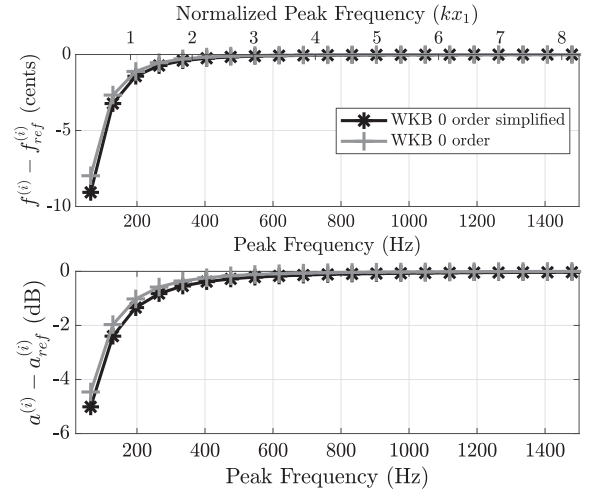 Normalized Peak Frequency (kx₁)
1 2 3 4 5 6 7 8
f⁽ⁱ⁾ − f⁽ⁱ⁾ref (cents)
0
-5
-10
WKB 0 order simplified
WKB 0 order
200 400 600 800 1000 1200 1400
Peak Frequency (Hz)
a⁽ⁱ⁾ − a⁽ⁱ⁾ref (dB)
0
-2
-4
-6
200 400 600 800 1000 1200 1400
Peak Frequency (Hz)